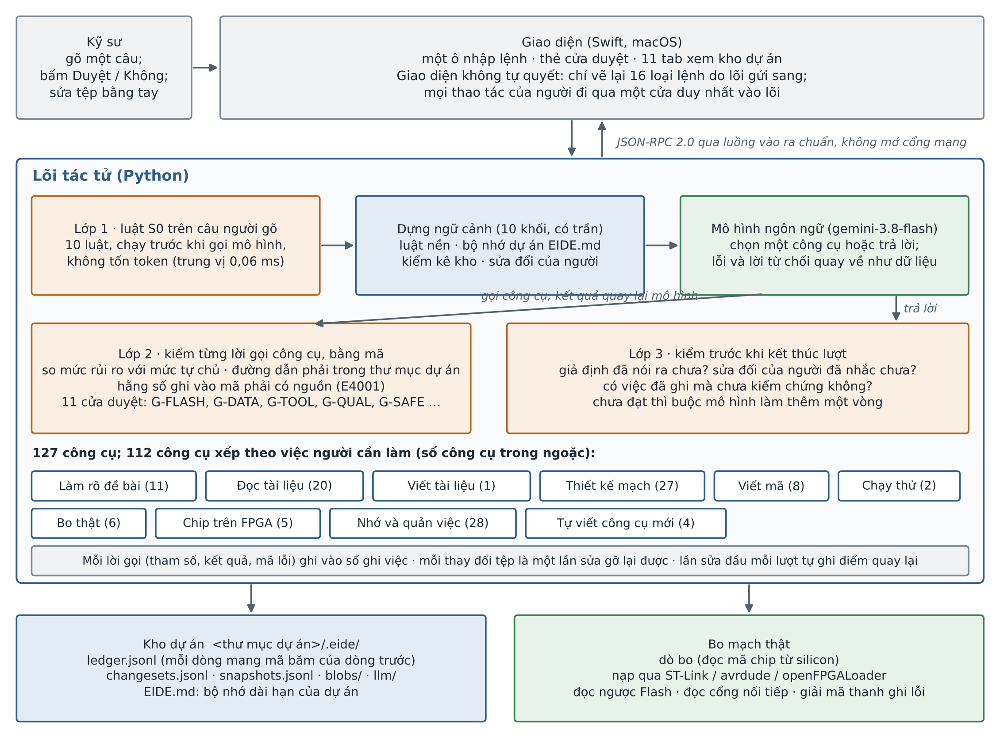 Kỹ sư
gõ một câu;
bấm Duyệt / Không;
sửa tệp bằng tay
Giao diện (Swift, macOS)
một ô nhập lệnh · thẻ cửa duyệt · 11 tab xem kho dự án
Giao diện không tự quyết: chỉ vẽ lại 16 loại lệnh do lõi gửi sang;
mọi thao tác của người đi qua một cửa duy nhất vào lõi
JSON-RPC 2.0 qua luồng vào ra chuẩn, không mở cổng mạng
Lõi tác tử (Python)
Lớp 1 · luật S0 trên câu người gõ
10 luật, chạy trước khi gọi mô hình,
không tốn token (trung vị 0,06 ms)
Dựng ngữ cảnh (10 khối, có trần)
luật nền · bộ nhớ dự án EIDE.md
kiểm kê kho · sửa đổi của người
Mô hình ngôn ngữ (gemini-3.8-flash)
chọn một công cụ hoặc trả lời;
lỗi và lời từ chối quay về như dữ liệu
gọi công cụ; kết quả quay lại mô hình
trả lời
Lớp 2 · kiểm từng lời gọi công cụ, bằng mã
so mức rủi ro với mức tự chủ · đường dẫn phải trong thư mục dự án
hằng số ghi vào mã phải có nguồn (E4001)
11 cửa duyệt: G-FLASH, G-DATA, G-TOOL, G-QUAL, G-SAFE …
Lớp 3 · kiểm trước khi kết thúc lượt
giả định đã nói ra chưa? sửa đổi của người đã nhắc chưa?
có việc đã ghi mà chưa kiểm chứng không?
chưa đạt thì buộc mô hình làm thêm một vòng
127 công cụ; 112 công cụ xếp theo việc người cần làm (số công cụ trong ngoặc):
Làm rõ đề bài (11)
Đọc tài liệu (20)
Viết tài liệu (1)
Thiết kế mạch (27)
Viết mã (8)
Chạy thử (2)
Bo thật (6)
Chip trên FPGA (5)
Nhớ và quản việc (28)
Tự viết công cụ mới (4)
Mỗi lời gọi (tham số, kết quả, mã lỗi) ghi vào sổ ghi việc · mỗi thay đổi tệp là một lần sửa gỡ lại được · lần sửa đầu mỗi lượt tự ghi điểm quay lại
Kho dự án  <thư mục dự án>/.eide/
ledger.jsonl (mỗi dòng mang mã băm của dòng trước)
changesets.jsonl · snapshots.jsonl · blobs/ · llm/
EIDE.md: bộ nhớ dài hạn của dự án
Bo mạch thật
dò bo (đọc mã chip từ silicon)
nạp qua ST-Link / avrdude / openFPGALoader
đọc ngược Flash · đọc cổng nối tiếp · giải mã thanh ghi lỗi